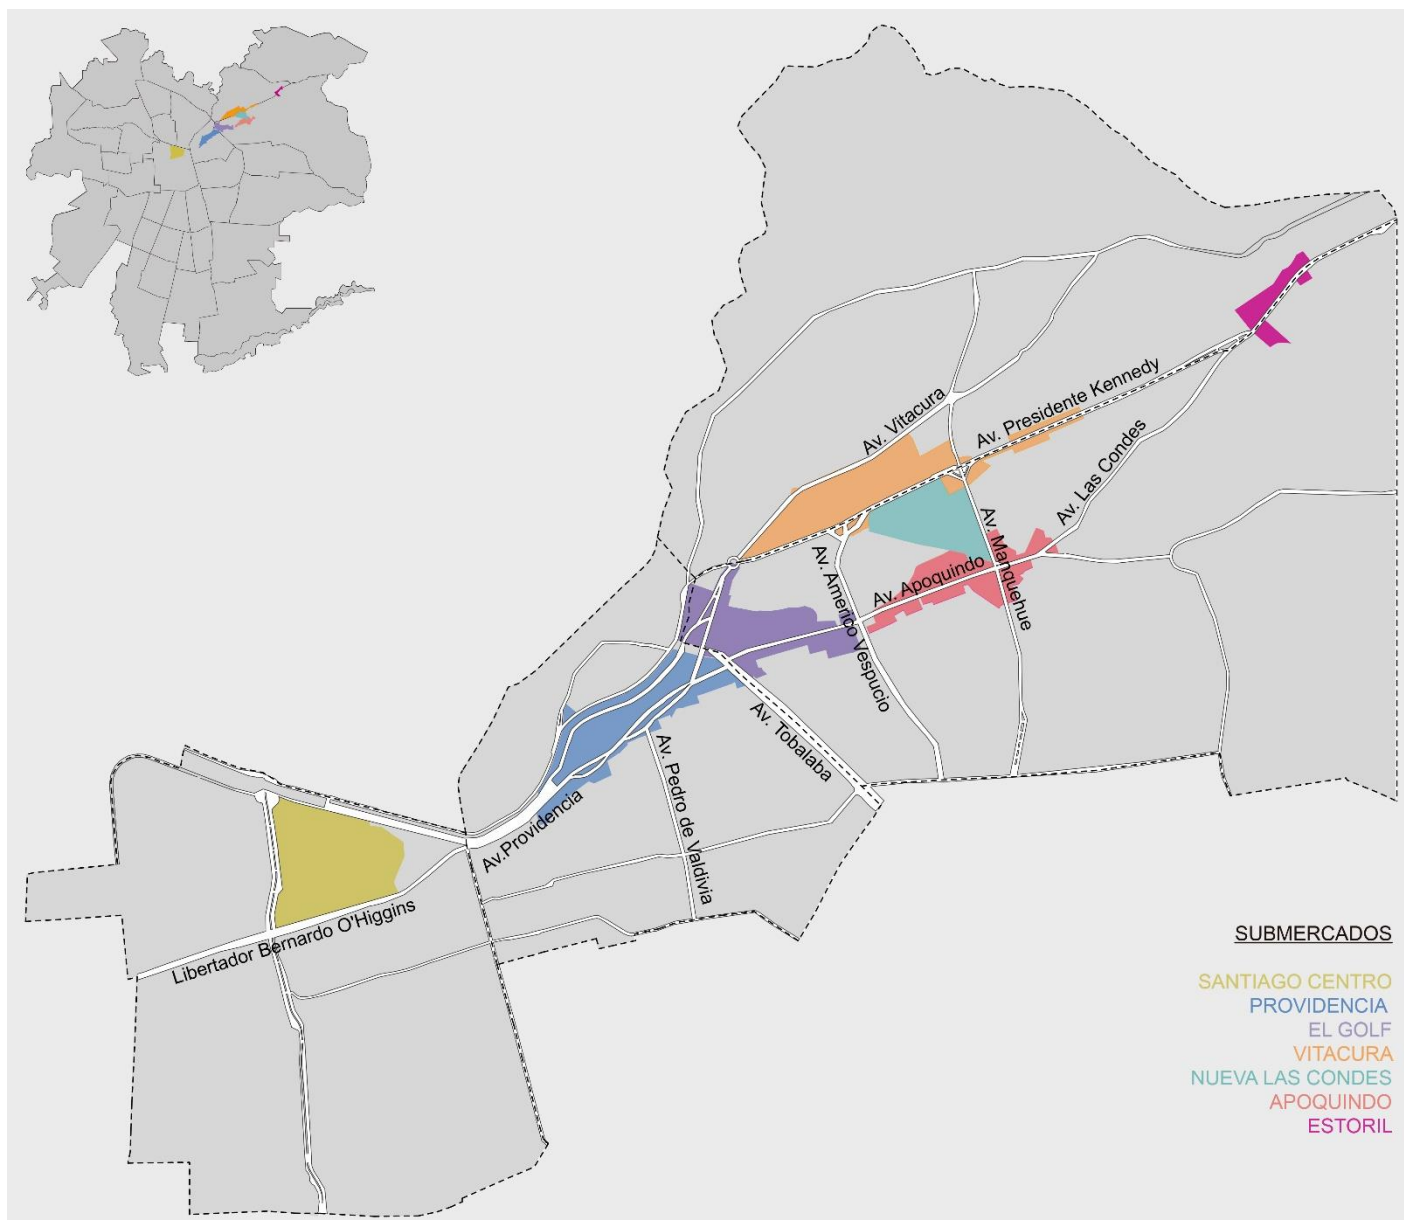 Av. Vitacura
Av. Presidente Kennedy
Av. Las Condes
Av. Manquehue
Av. Americo Vespucio
Av. Apoquindo
Av. Tobalaba
Av. Pedro de Valdivia
Av.Providencia
Libertador Bernardo O'Higgins
SUBMERCADOS
SANTIAGO CENTRO
PROVIDENCIA
EL GOLF
VITACURA
NUEVA LAS CONDES
APOQUINDO
ESTORIL